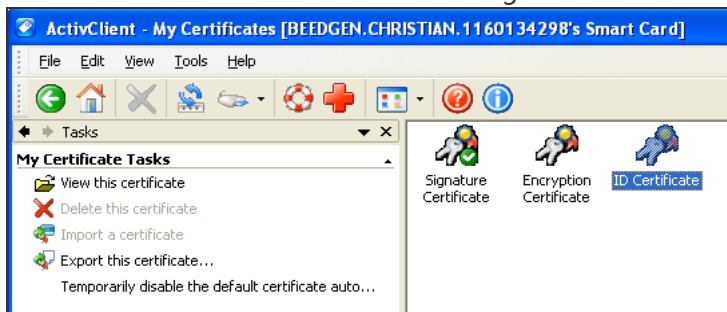 ActivClient - My Certificates [BEEDGEN.CHRISTIAN.1160134298's Smart Card]
File Edit View Tools Help
Tasks
My Certificate Tasks
View this certificate
Delete this certificate
Import a certificate
Export this certificate...
Temporarily disable the default certificate auto...
Signature Certificate
Encryption Certificate
ID Certificate